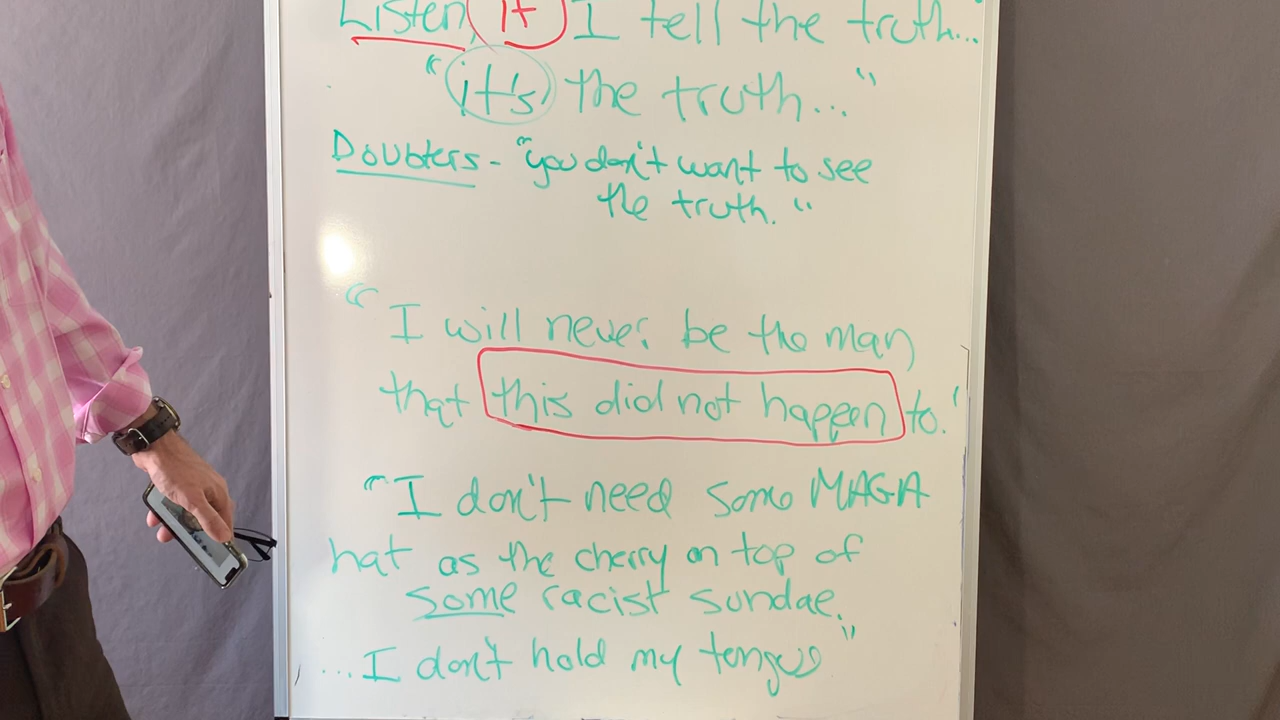 Listen, if I tell the truth..."
"it's the truth..."
Doubters - "you don't want to see
the truth."
"I will never be the man
that this did not happen to."
"I don't need some MAGA
hat as the cherry on top of
some racist sundae.
...I don't hold my tongue"